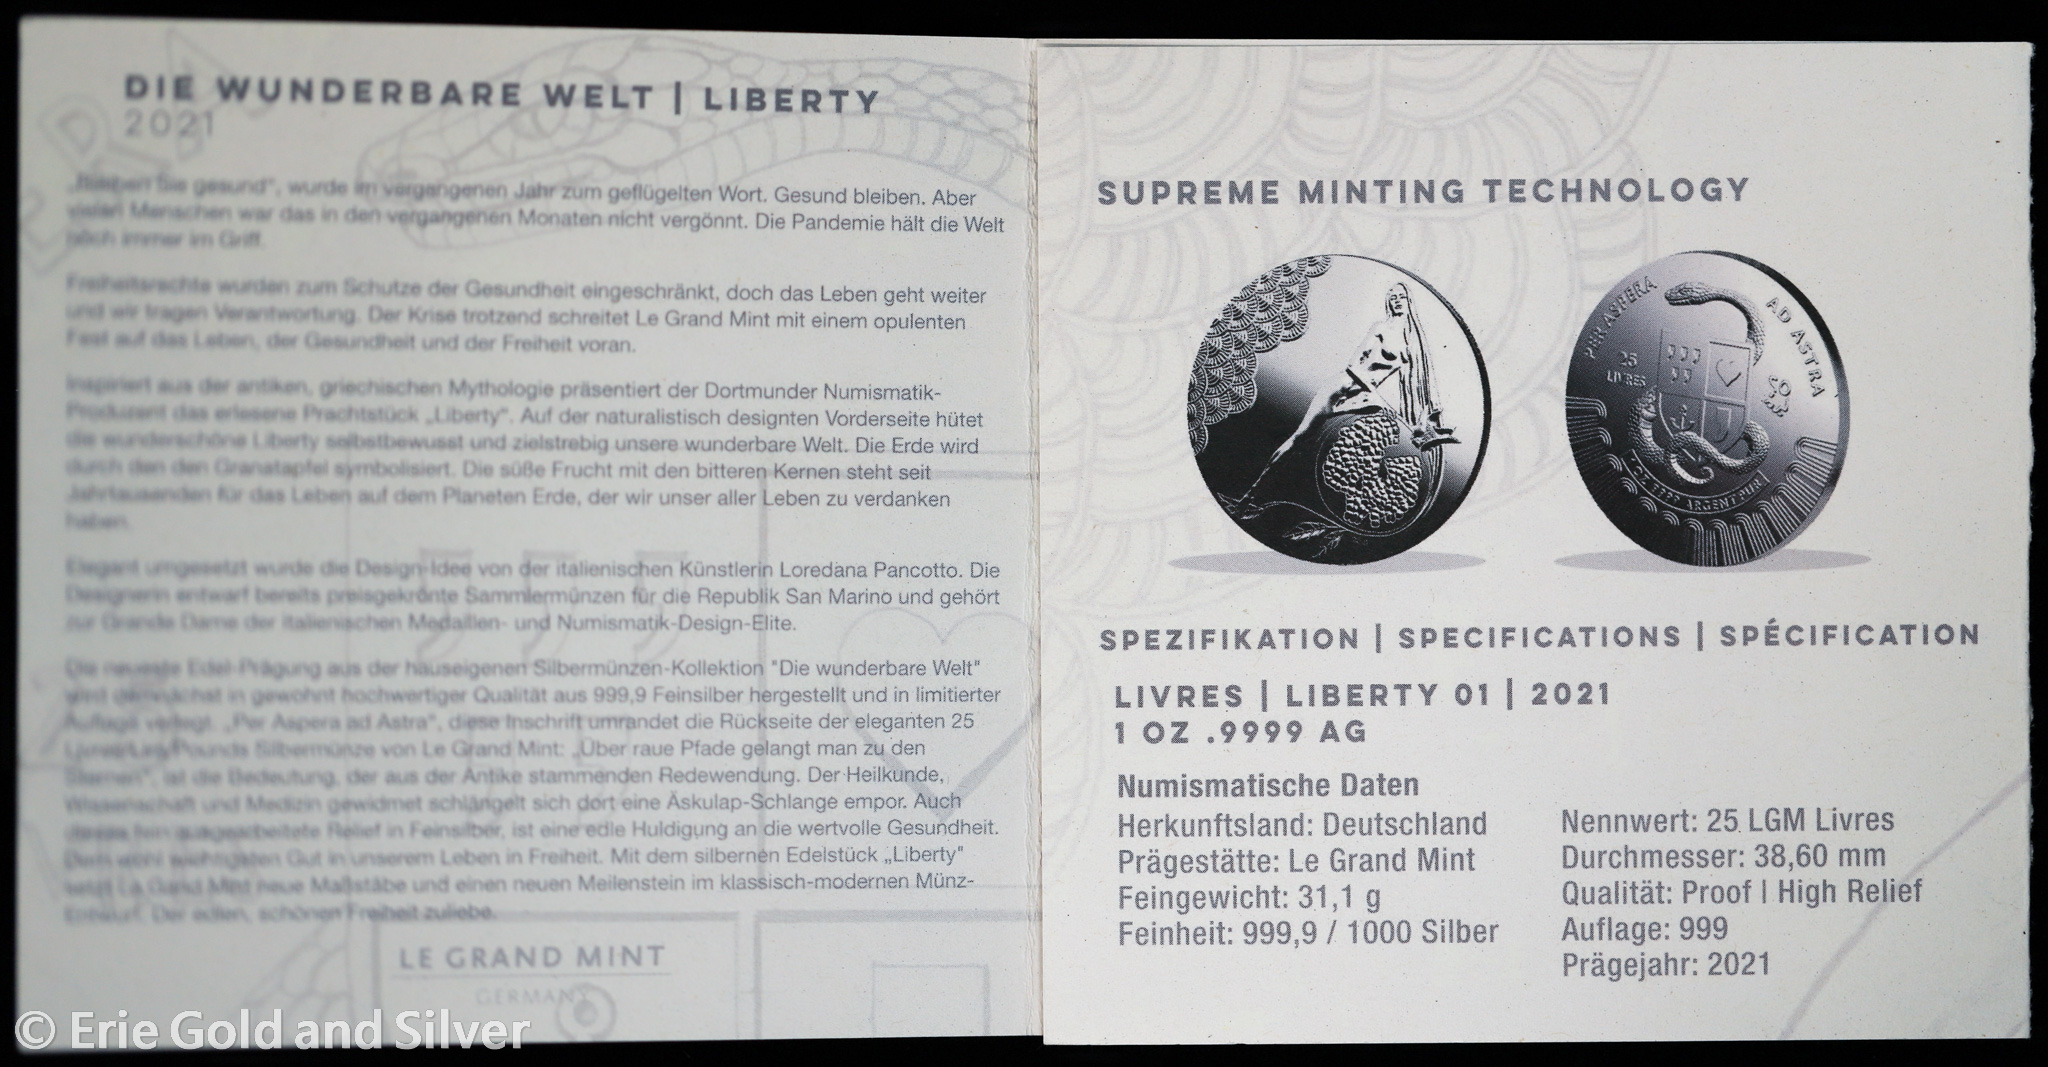 DIE WUNDERBARE WELT | LIBERTY
2021
„Bleiben Sie gesund", wurde im vergangenen Jahr zum geflügelten Wort. Gesund bleiben. Aber
vielen Menschen war das in den vergangenen Monaten nicht vergönnt. Die Pandemie hält die Welt
noch immer im Griff.
Freiheitsrechte wurden zum Schutze der Gesundheit eingeschränkt, doch das Leben geht weiter
und wir tragen Verantwortung. Der Krise trotzend schreitet Le Grand Mint mit einem opulenten
Fest auf das Leben, der Gesundheit und der Freiheit voran.
Inspiriert aus der antiken, griechischen Mythologie präsentiert der Dortmunder Numismatik-
Produzent das erlesene Prachtstück „Liberty". Auf der naturalistisch designten Vorderseite hütet
die wunderschöne Liberty selbstbewusst und zielstrebig unsere wunderbare Welt. Die Erde wird
durch den den Granatapfel symbolisiert. Die süße Frucht mit den bitteren Kernen steht seit
Jahrtausenden für das Leben auf dem Planeten Erde, der wir unser aller Leben zu verdanken
haben.
Elegant umgesetzt wurde die Design-Idee von der italienischen Künstlerin Loredana Pancotto. Die
Designerin entwarf bereits preisgekrönte Sammlermünzen für die Republik San Marino und gehört
zur Grande Dame der italienischen Medaillen- und Numismatik-Design-Elite.
Die neueste Edel-Prägung aus der hauseigenen Silbermünzen-Kollektion "Die wunderbare Welt"
wird demnächst in gewohnt hochwertiger Qualität aus 999,9 Feinsilber hergestellt und in limitierter
Auflage verlegt. „Per Aspera ad Astra", diese Inschrift umrandet die Rückseite der eleganten 25
Pounds Silbermünze von Le Grand Mint: „Über raue Pfade gelangt man zu den
Sternen", ist die Bedeutung, der aus der Antike stammenden Redewendung. Der Heilkunde,
Wissenschaft und Medizin gewidmet schlängelt sich dort eine Äskulap-Schlange empor. Auch
dieses fein ausgearbeitete Relief in Feinsilber, ist eine edle Huldigung an die wertvolle Gesundheit.
Dem wohl wichtigsten Gut in unserem Leben in Freiheit. Mit dem silbernen Edelstück „Liberty"
setzt La Grand Mint neue Maßstäbe und einen neuen Meilenstein im klassisch-modernen Münz-
Entwurf. Der edlen, schönen Freiheit zuliebe.
LE GRAND MINT
GERMANY
SUPREME MINTING TECHNOLOGY
PER ASPERA AD ASTRA
25
LIVRES
2021
1 OZ 9999 ARGENT PUR
SPEZIFIKATION | SPECIFICATIONS | SPÉCIFICATION
LIVRES | LIBERTY 01 | 2021
1 OZ .9999 AG
Numismatische Daten
Herkunftsland: Deutschland
Prägestätte: Le Grand Mint
Feingewicht: 31,1 g
Feinheit: 999,9 / 1000 Silber
Nennwert: 25 LGM Livres
Durchmesser: 38,60 mm
Qualität: Proof | High Relief
Auflage: 999
Prägejahr: 2021
© Erie Gold and Silver